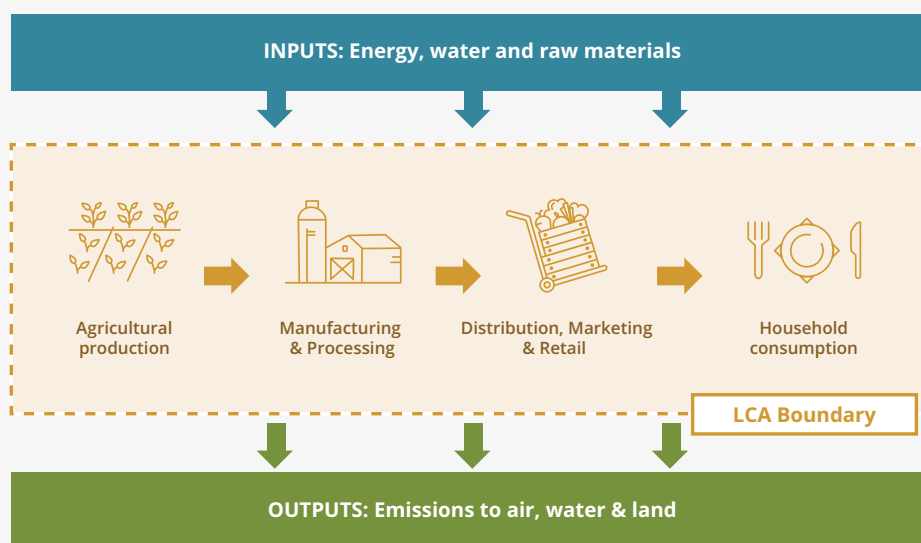 INPUTS: Energy, water and raw materials
Agricultural
production
Manufacturing
& Processing
Distribution, Marketing
& Retail
Household
consumption
LCA Boundary
OUTPUTS: Emissions to air, water & land